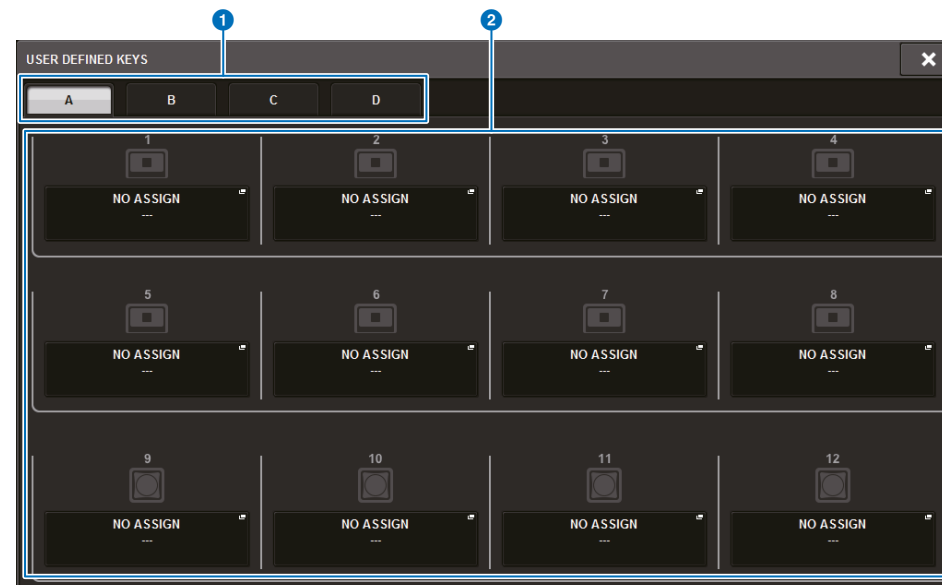 1 2
USER DEFINED KEYS
A B C D
1 2 3 4
NO ASSIGN NO ASSIGN NO ASSIGN NO ASSIGN
--- --- --- ---
5 6 7 8
NO ASSIGN NO ASSIGN NO ASSIGN NO ASSIGN
--- --- --- ---
9 10 11 12
NO ASSIGN NO ASSIGN NO ASSIGN NO ASSIGN
--- --- --- ---